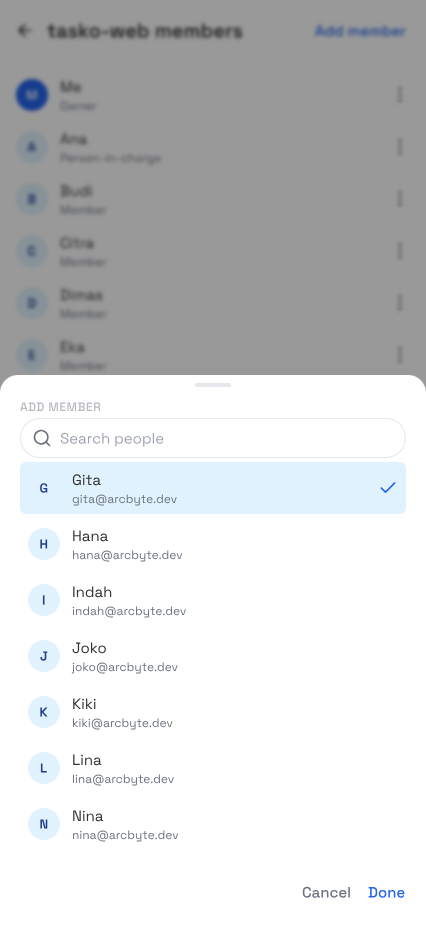 tasko-web members
Add member
M
Me
Owner
A
Ana
Person-in-charge
B
Budi
Member
C
Citra
Member
D
Dimas
Member
E
Eka
Member
ADD MEMBER
Search people
G
Gita
gita@arcbyte.dev
H
Hana
hana@arcbyte.dev
I
Indah
indah@arcbyte.dev
J
Joko
joko@arcbyte.dev
K
Kiki
kiki@arcbyte.dev
L
Lina
lina@arcbyte.dev
N
Nina
nina@arcbyte.dev
Cancel
Done